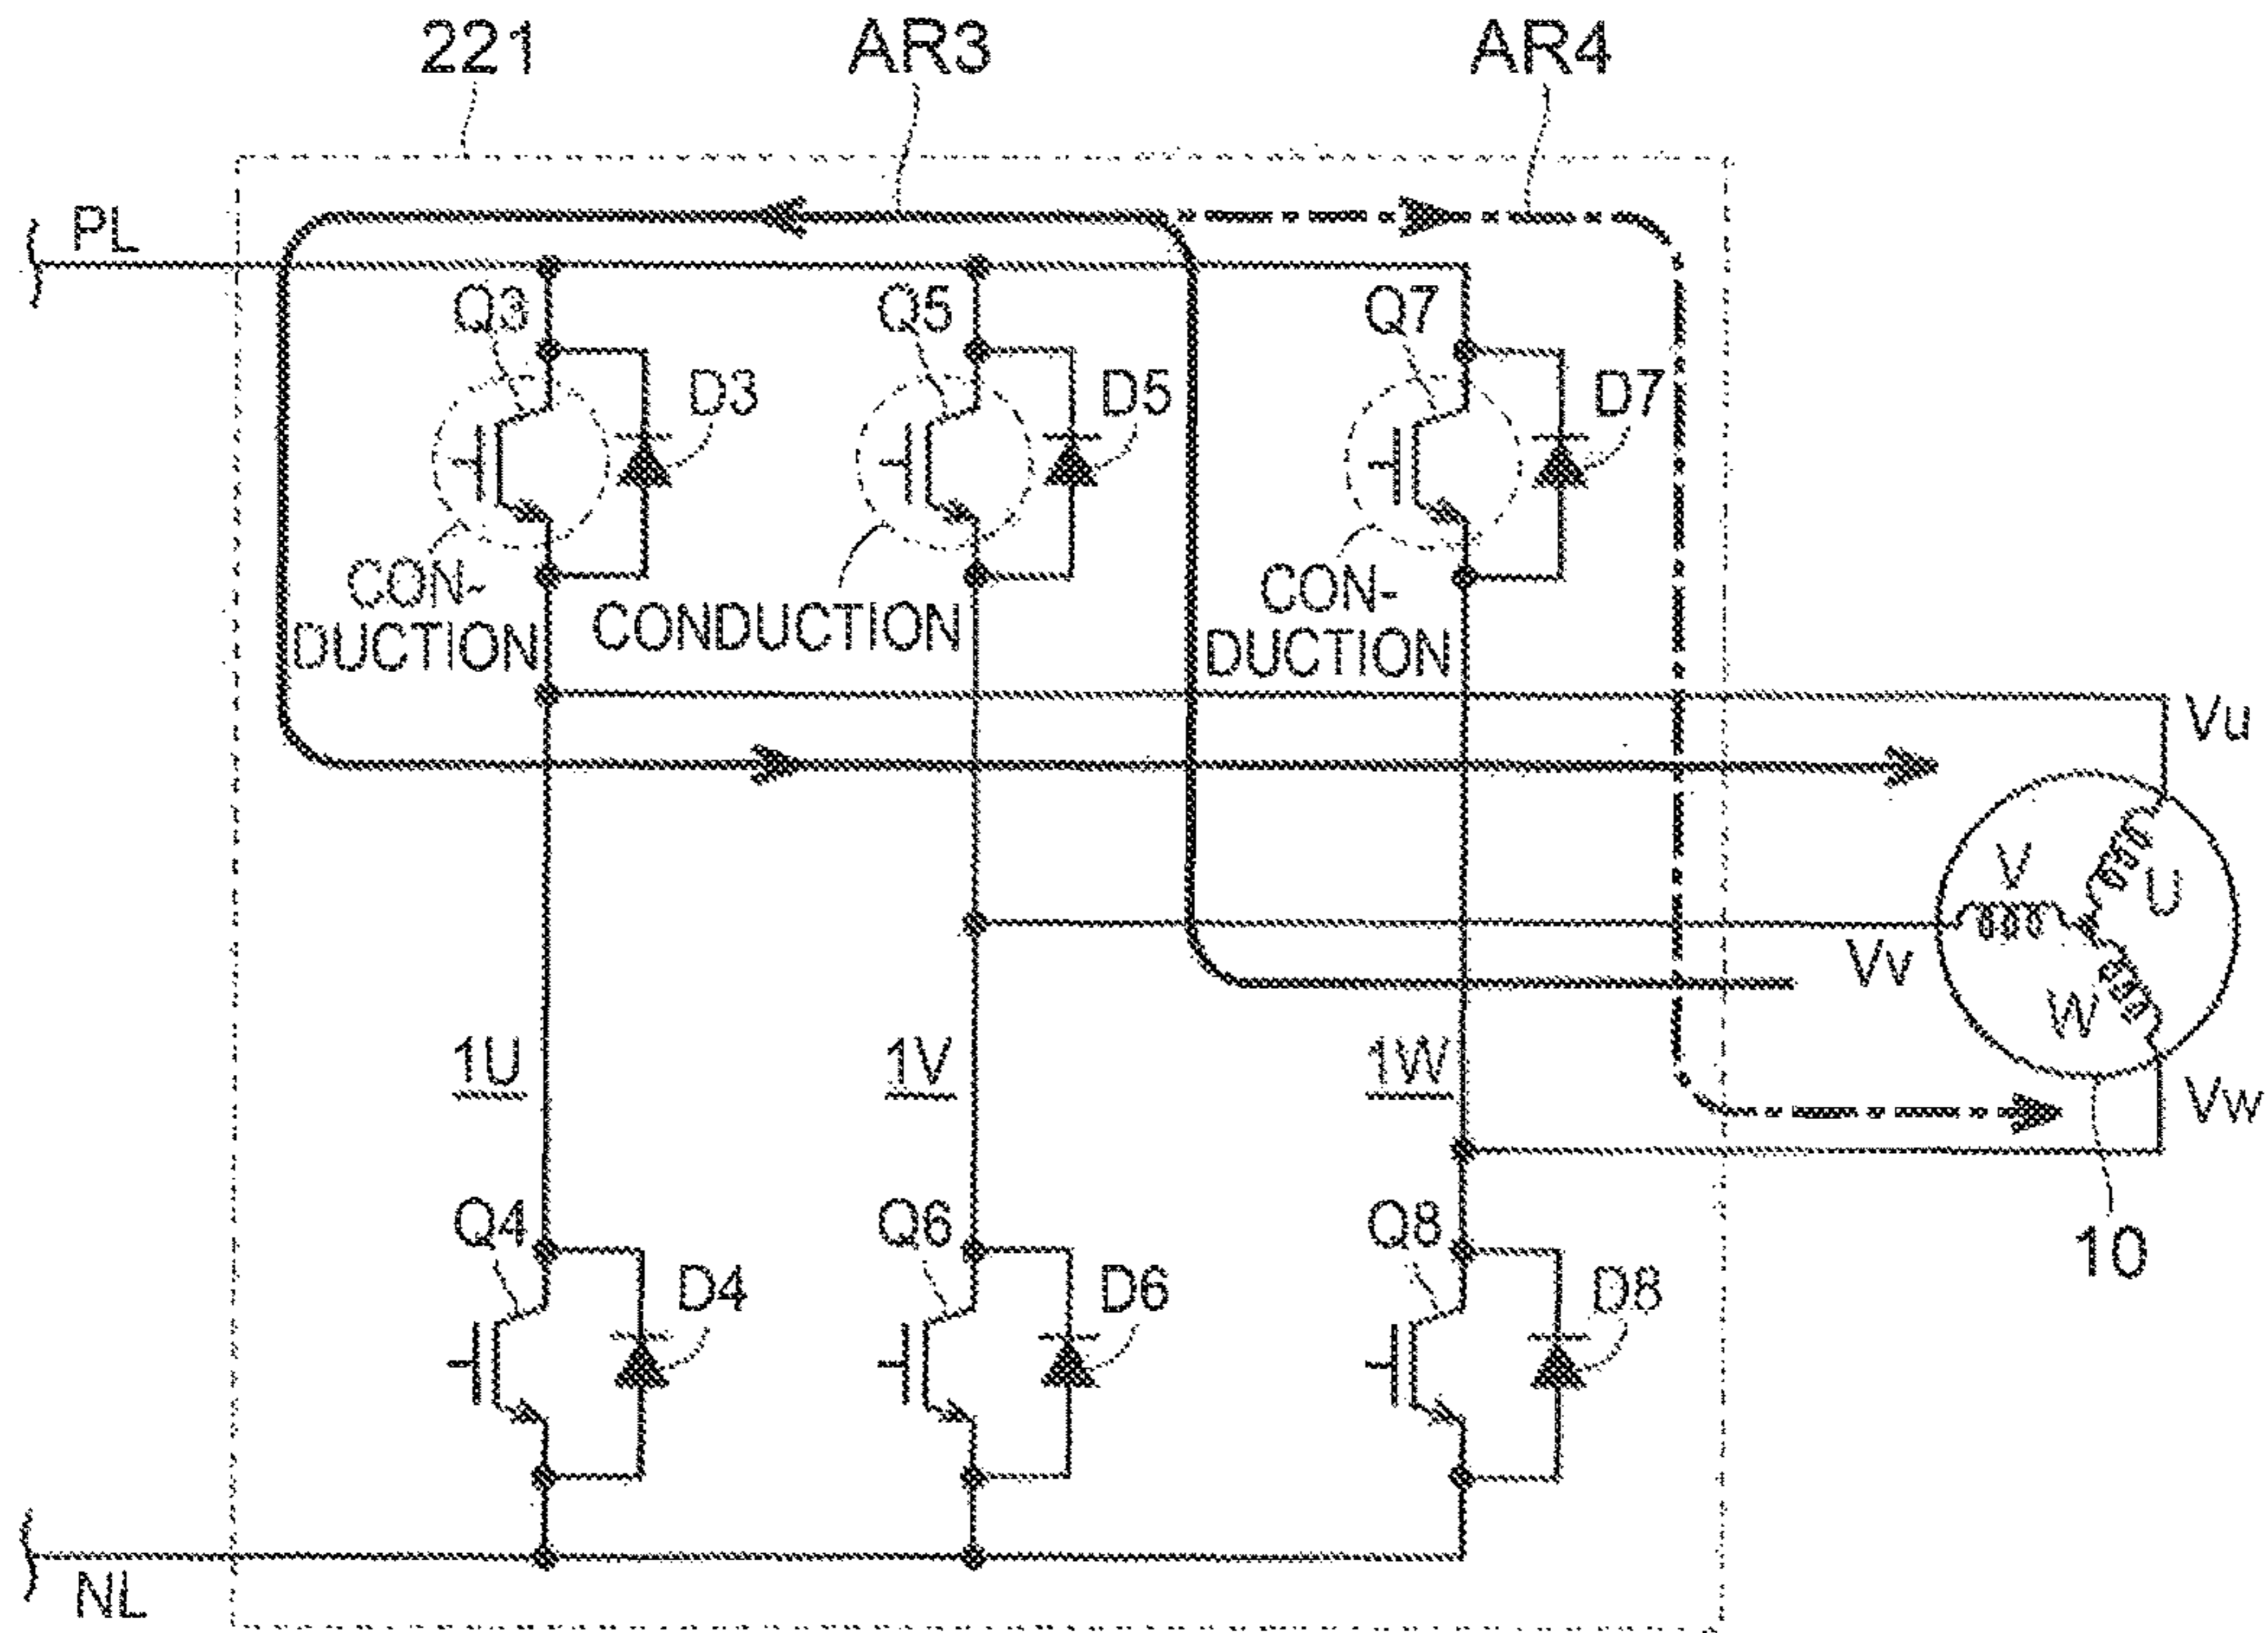 221 AR3 AR4
PL
Q3 Q5 Q7
D3 D5 D7
CON-
DUCTION
CONDUCTION
CON-
DUCTION
Vu
V
U
Vv
W
1U 1V 1W
Vw
Q4 Q6 Q8
10
D4 D6 D8
NL